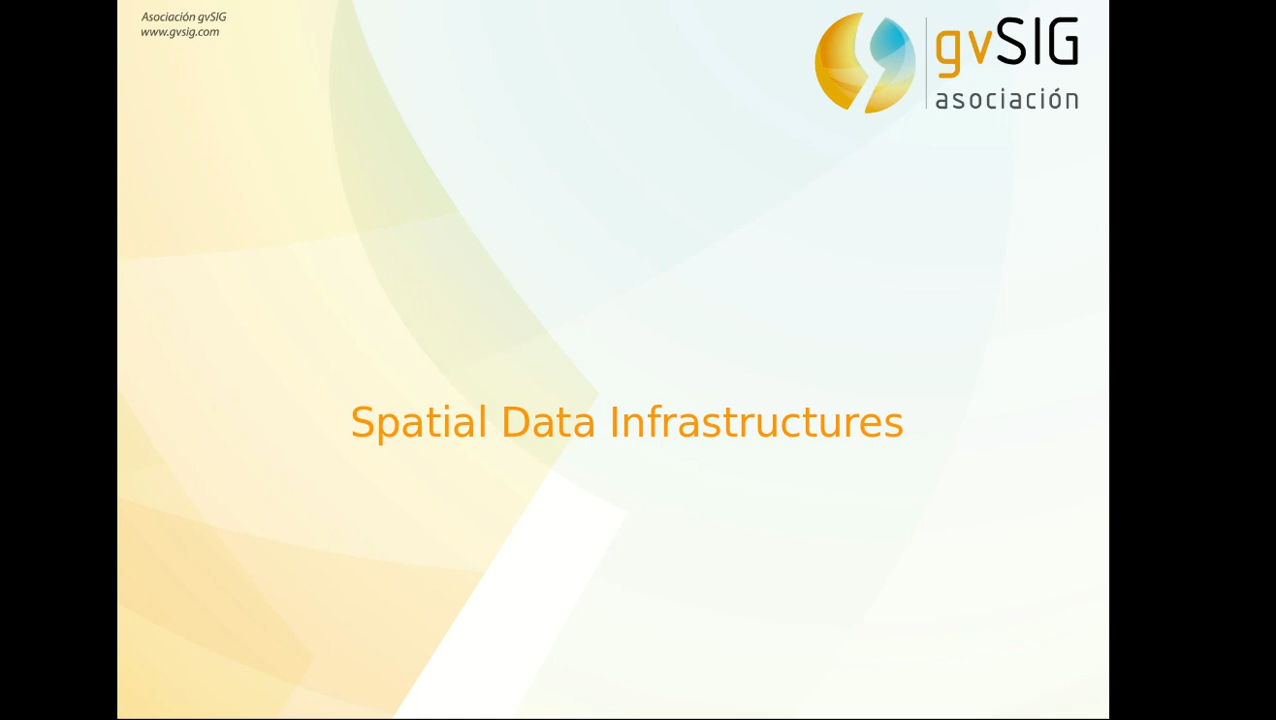 Asociación gvSIG
www.gvsig.com
gvSIG
asociación
Spatial Data Infrastructures